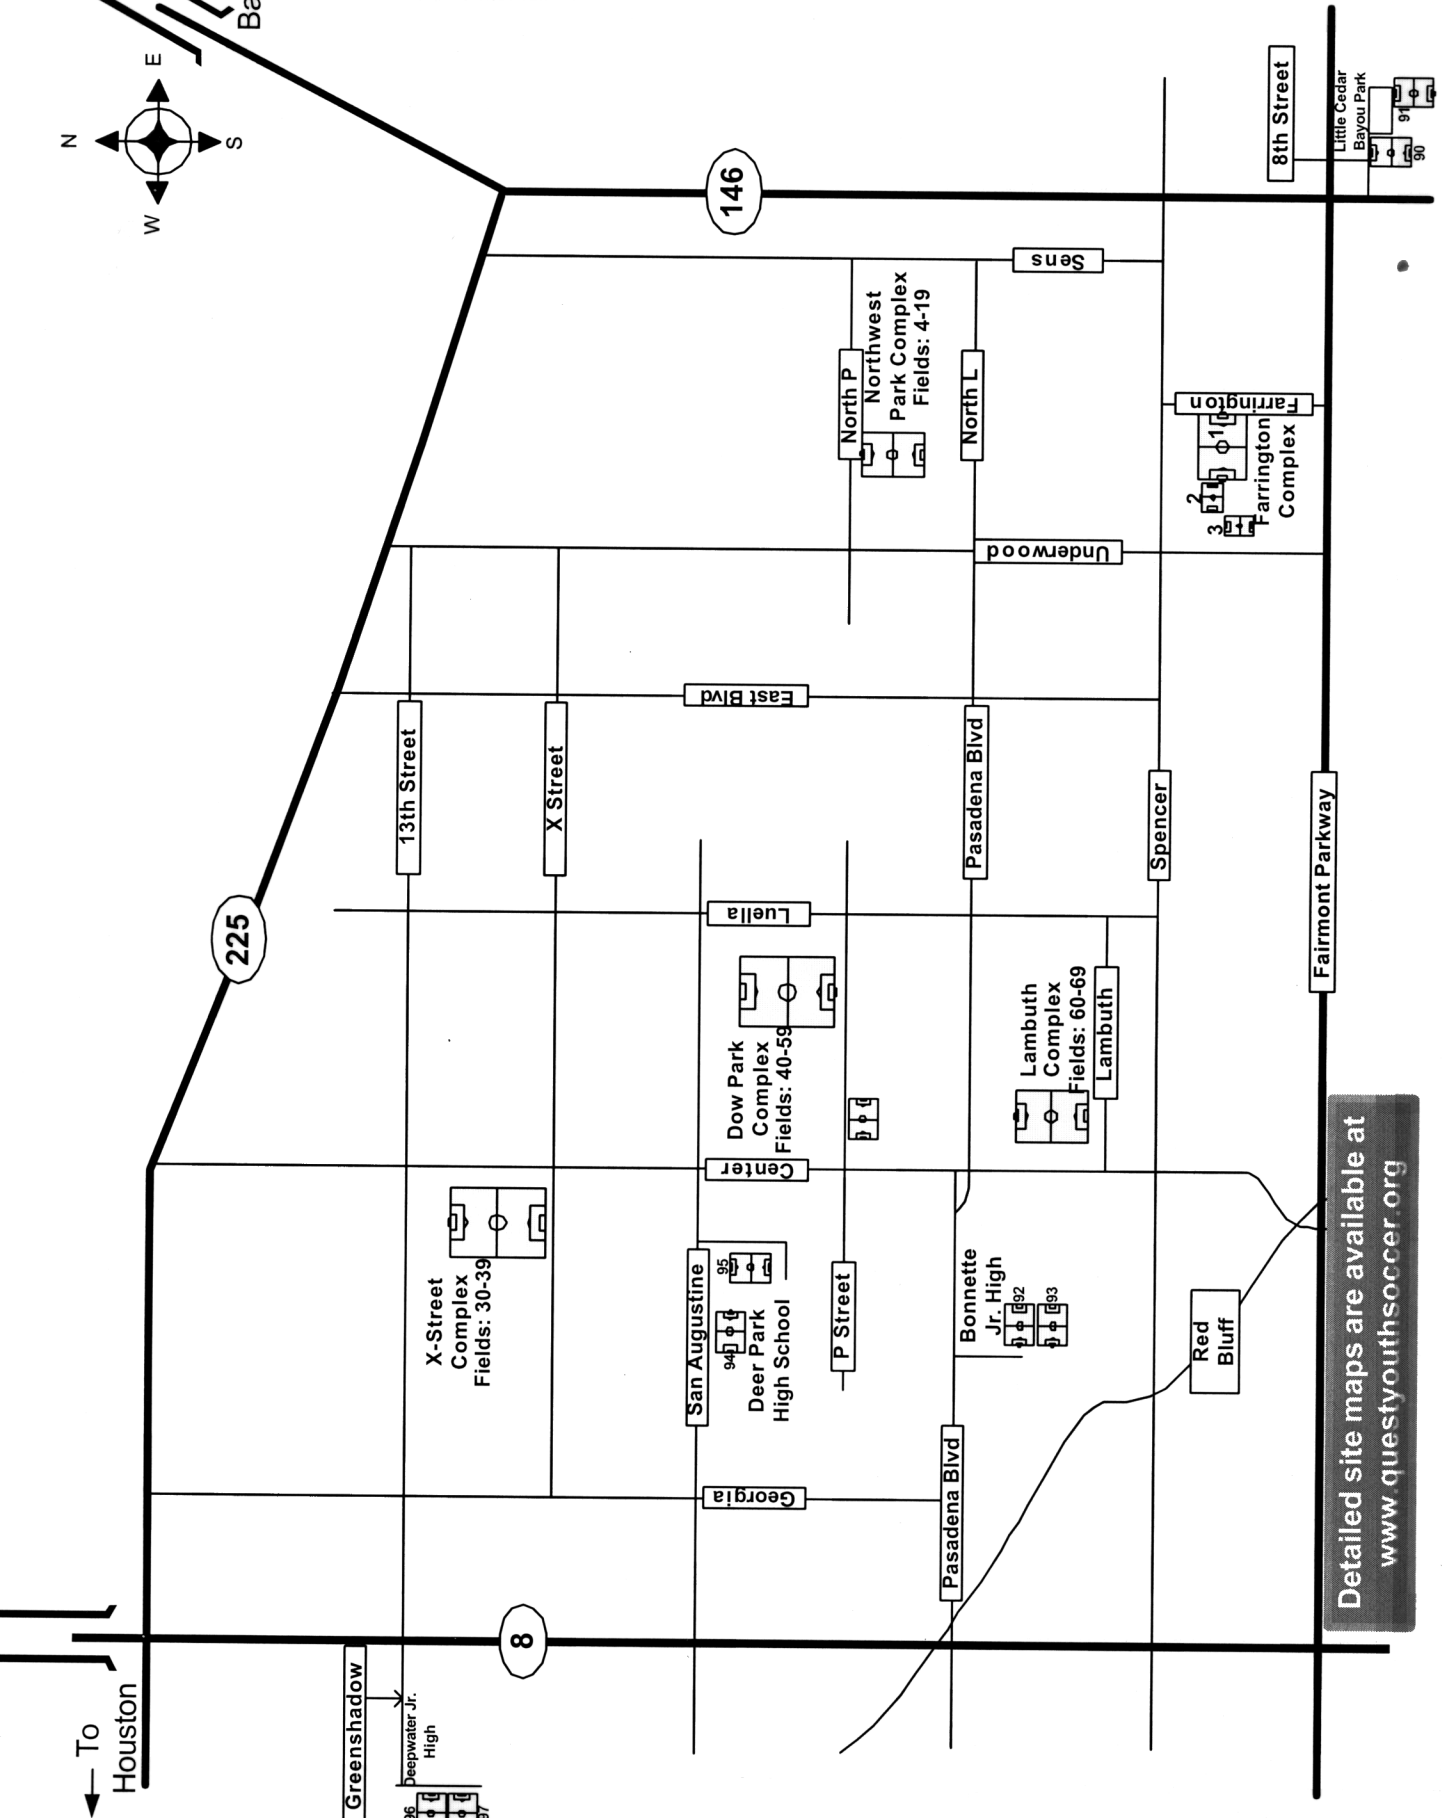 Ba
E
N
S
W
8th Street
Little Cedar
Bayou Park
91
90
146
Sens
Northwest
Park Complex
Fields: 4-19
North P
North L
Farrington
1
2
3
Farrington
Complex
Underwood
East Blvd
13th Street
X Street
Pasadena Blvd
Spencer
Fairmont Parkway
225
Luella
Dow Park
Complex
Fields: 40-59
Lambuth
Complex
Fields: 60-69
Lambuth
Center
X-Street
Complex
Fields: 30-39
San Augustine
95
94
Deer Park
High School
P Street
Bonnette
Jr. High
92
93
Red
Bluff
Georgia
Pasadena Blvd
8
To
Houston
Greenshadow
Deepwater Jr.
High
96
97
Detailed site maps are available at
www.questyouthsoccer.org